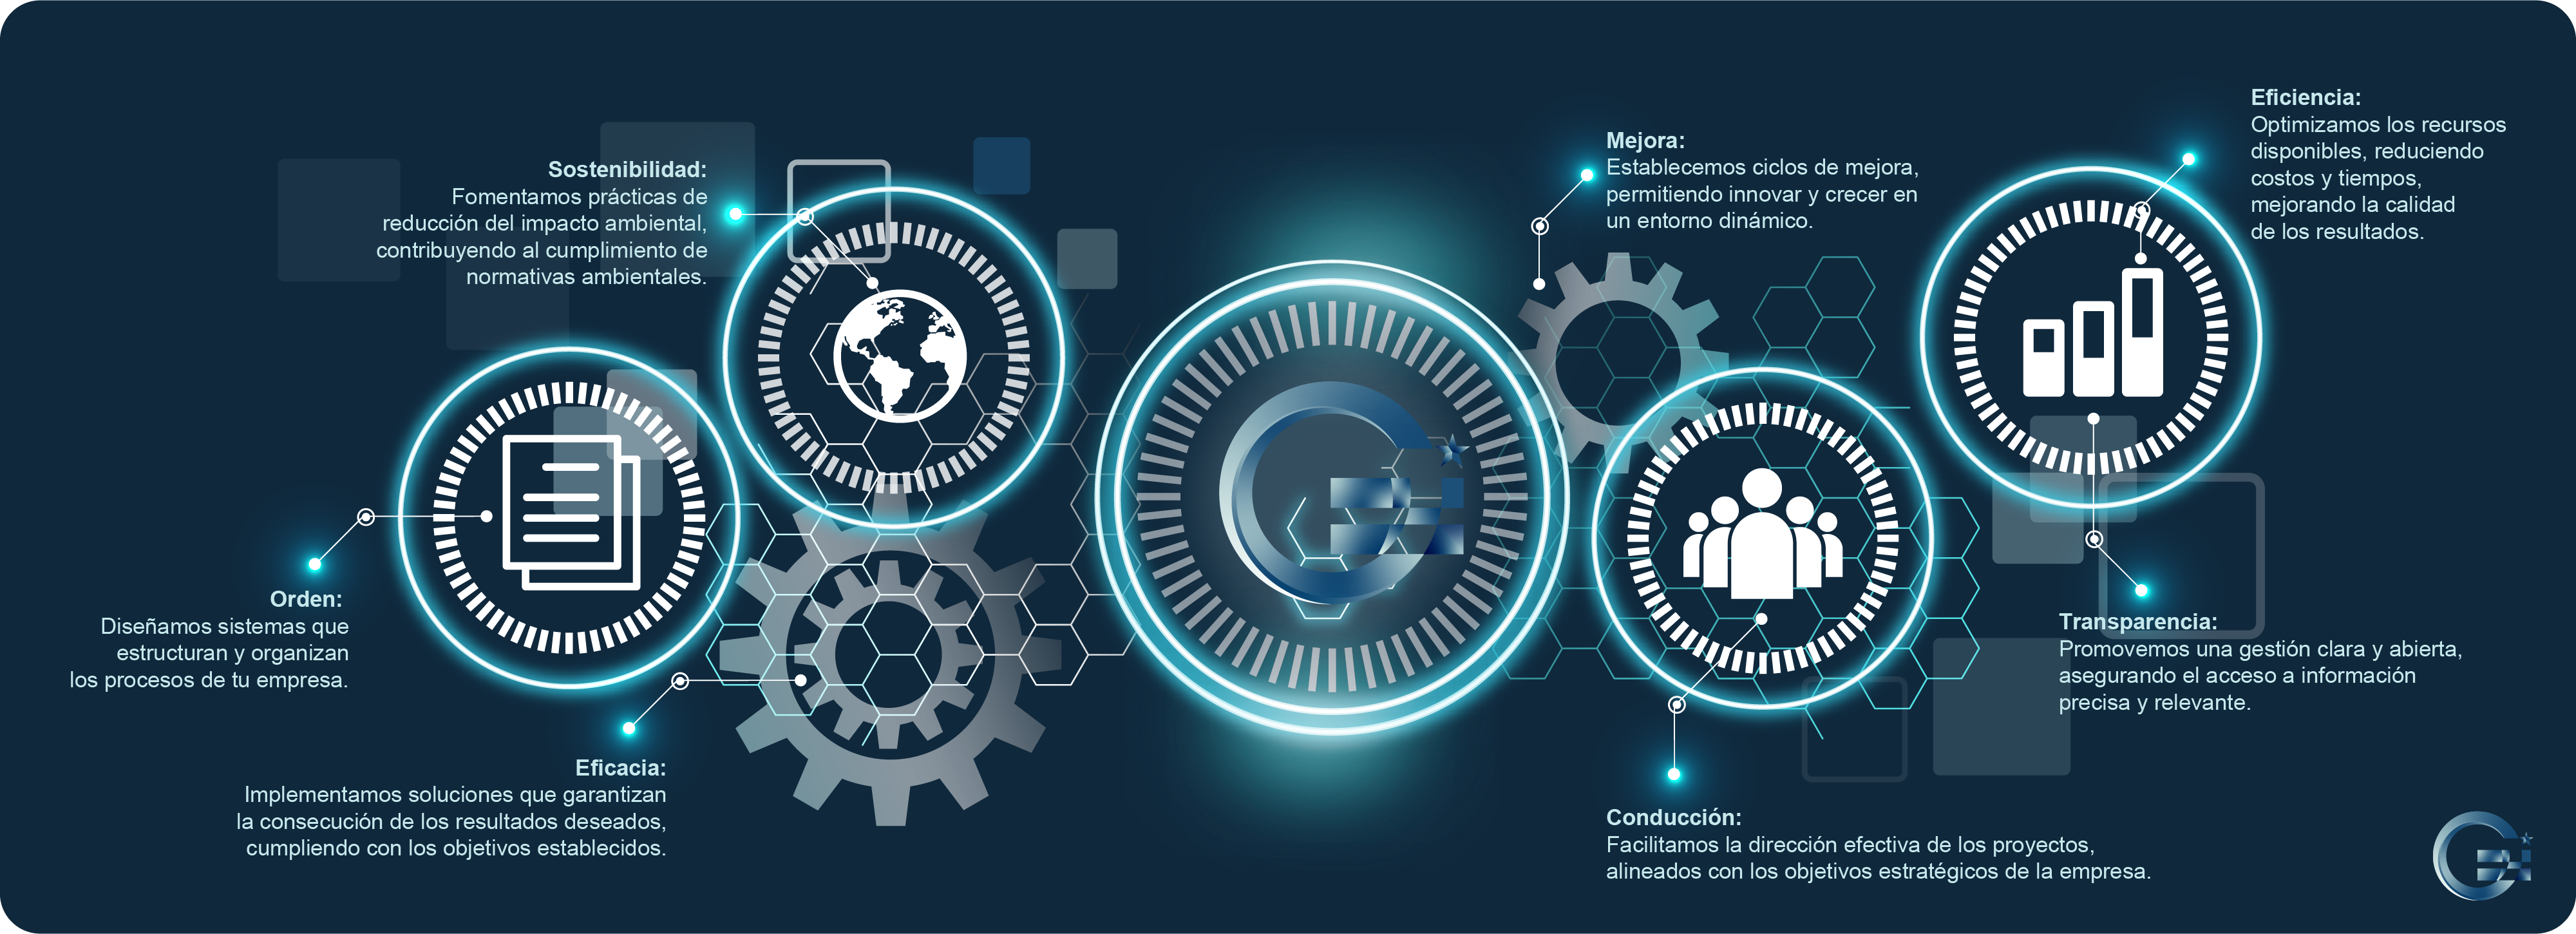 Sostenibilidad:
Fomentamos prácticas de
reducción del impacto ambiental,
contribuyendo al cumplimiento de
normativas ambientales.
Orden:
Diseñamos sistemas que
estructuran y organizan
los procesos de tu empresa.
Eficacia:
Implementamos soluciones que garantizan
la consecución de los resultados deseados,
cumpliendo con los objetivos establecidos.
Mejora:
Establecemos ciclos de mejora,
permitiendo innovar y crecer en
un entorno dinámico.
Eficiencia:
Optimizamos los recursos
disponibles, reduciendo
costos y tiempos,
mejorando la calidad
de los resultados.
Transparencia:
Promovemos una gestión clara y abierta,
asegurando el acceso a información
precisa y relevante.
Conducción:
Facilitamos la dirección efectiva de los proyectos,
alineados con los objetivos estratégicos de la empresa.